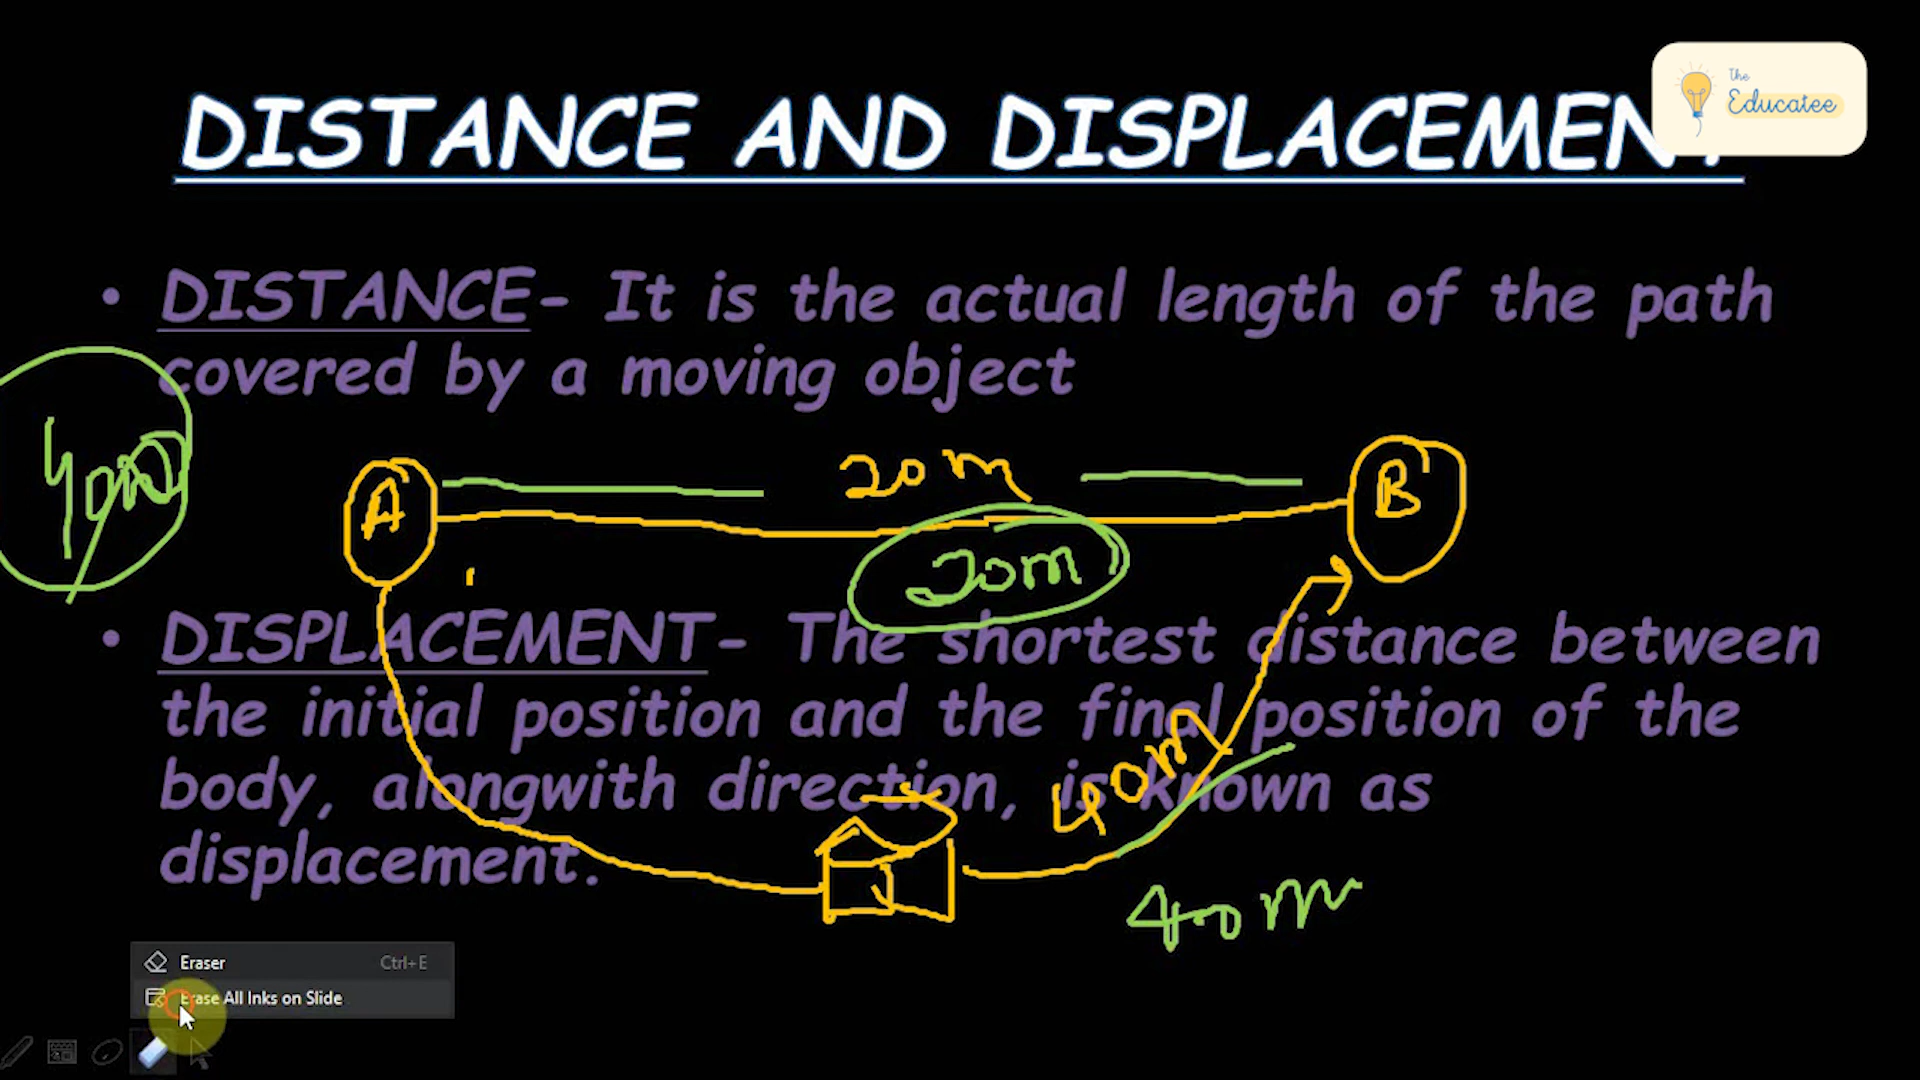 The
Educatee
DISTANCE AND DISPLACEMENT
• DISTANCE- It is the actual length of the path
covered by a moving object
40m
A
20m
B
20m
• DISPLACEMENT- The shortest distance between
the initial position and the final position of the
body, alongwith direction, is known as
displacement.
40m
40m
Eraser Ctrl+E
Erase All Inks on Slide